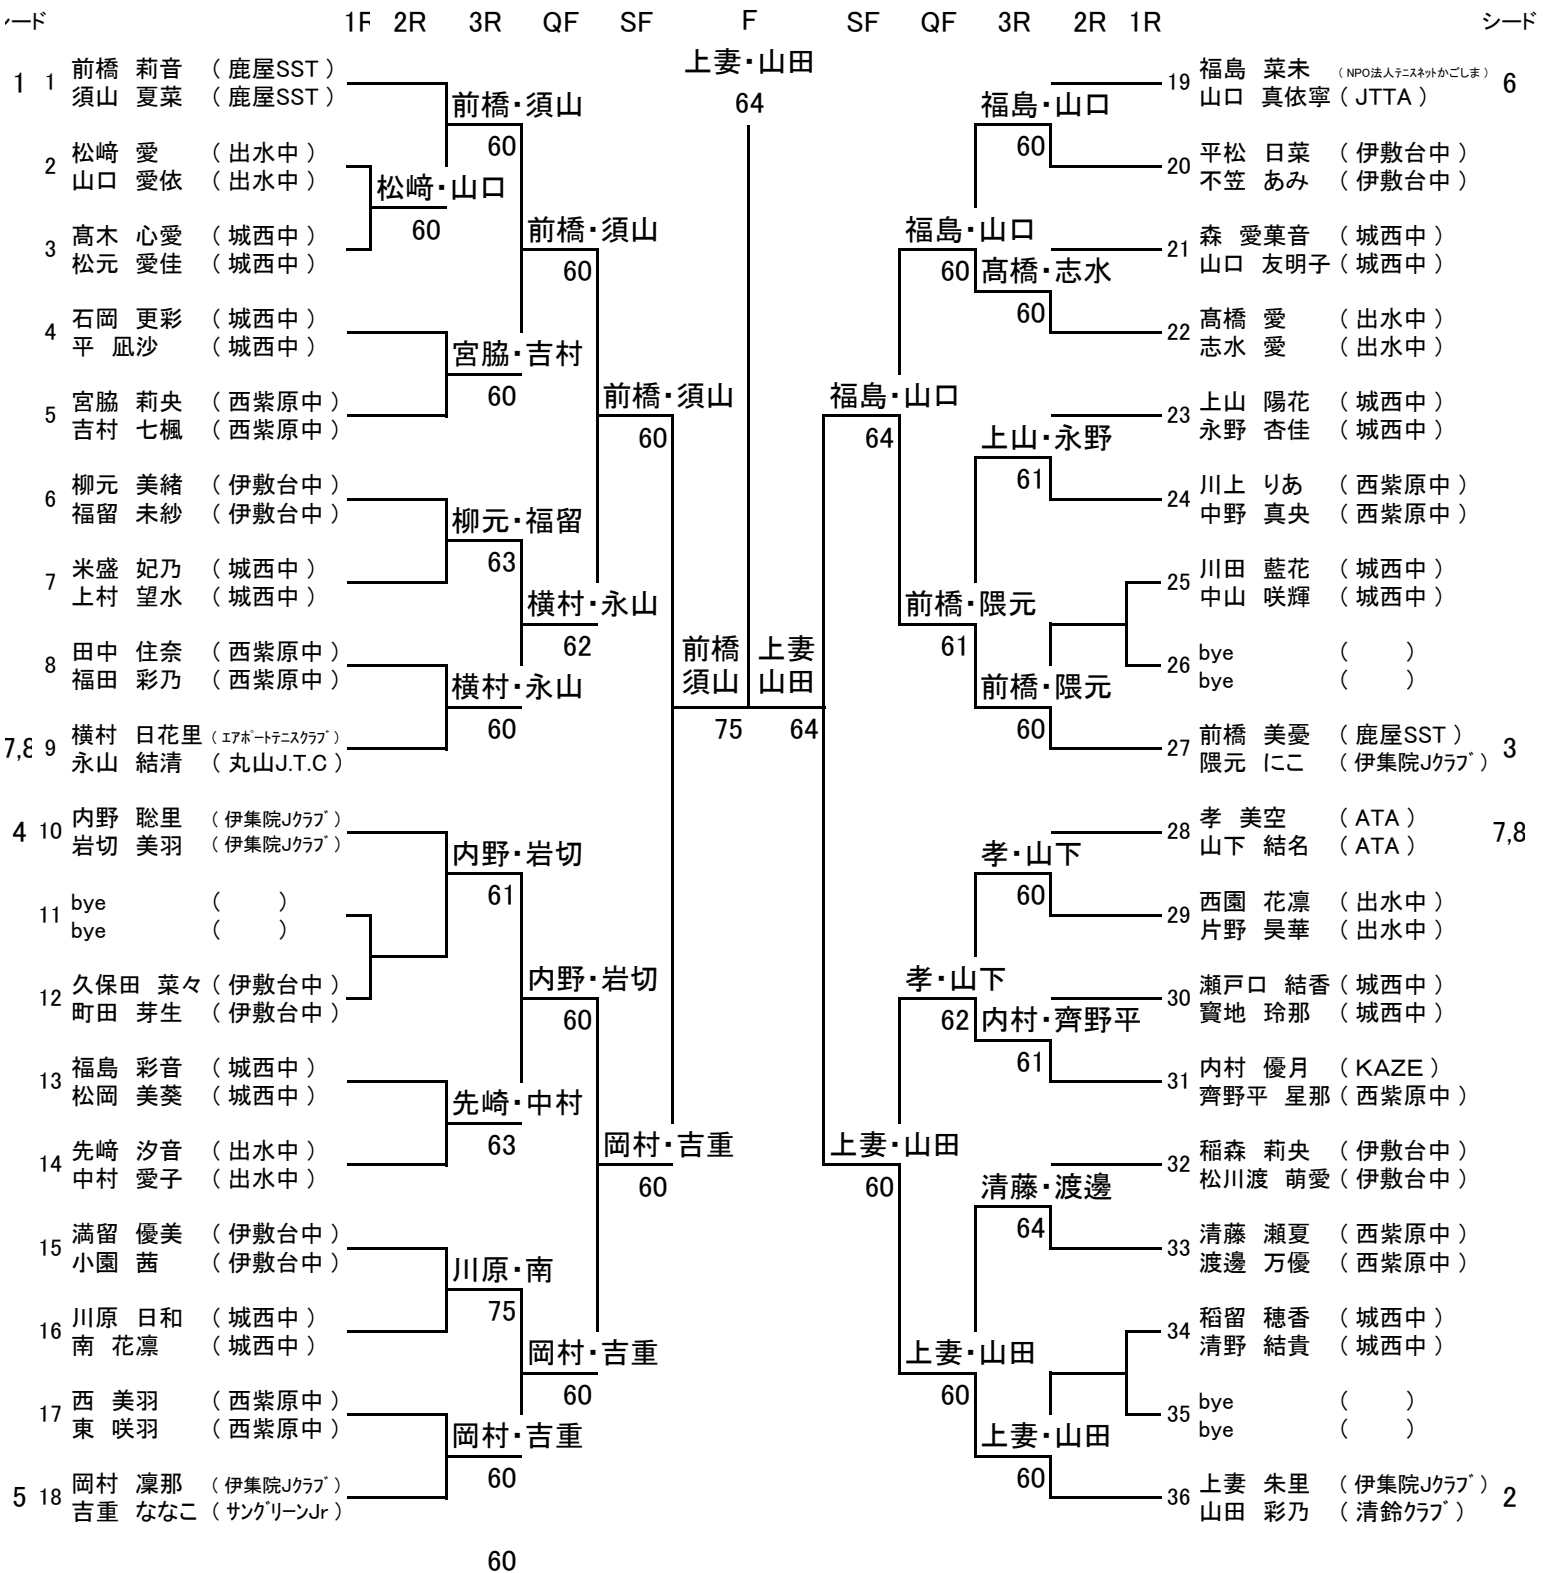 シード 1R 2R 3R QF SF F SF QF 3R 2R 1R シード
上妻・山田
64
1 1 前橋 莉音 ( 鹿屋SST )
須山 夏菜 ( 鹿屋SST )
前橋・須山
60
2 松﨑 愛 ( 出水中 )
山口 愛依 ( 出水中 )
松﨑・山口
60
3 髙木 心愛 ( 城西中 )
松元 愛佳 ( 城西中 )
前橋・須山
60
4 石岡 更彩 ( 城西中 )
平 凪沙 ( 城西中 )
宮脇・吉村
60
5 宮脇 莉央 ( 西紫原中 )
吉村 七楓 ( 西紫原中 )
前橋・須山
60
6 柳元 美緒 ( 伊敷台中 )
福留 未紗 ( 伊敷台中 )
柳元・福留
63
7 米盛 妃乃 ( 城西中 )
上村 望水 ( 城西中 )
横村・永山
62
8 田中 住奈 ( 西紫原中 )
福田 彩乃 ( 西紫原中 )
横村・永山
60
7,8 9 横村 日花里 ( エアポートテニスクラブ )
永山 結清 ( 丸山J.T.C )
前橋 上妻
須山 山田
75 64
4 10 内野 聡里 ( 伊集院Jクラブ )
岩切 美羽 ( 伊集院Jクラブ )
内野・岩切
61
11 bye ( )
bye ( )
12 久保田 菜々 ( 伊敷台中 )
町田 芽生 ( 伊敷台中 )
内野・岩切
60
13 福島 彩音 ( 城西中 )
松岡 美葵 ( 城西中 )
先崎・中村
63
14 先﨑 汐音 ( 出水中 )
中村 愛子 ( 出水中 )
岡村・吉重
60
15 満留 優美 ( 伊敷台中 )
小園 茜 ( 伊敷台中 )
川原・南
75
16 川原 日和 ( 城西中 )
南 花凛 ( 城西中 )
岡村・吉重
60
17 西 美羽 ( 西紫原中 )
東 咲羽 ( 西紫原中 )
岡村・吉重
60
5 18 岡村 凜那 ( 伊集院Jクラブ )
吉重 ななこ ( サングリーンJr )
60
19 福島 菜未 ( NPO法人テニスネットかごしま ) 6
山口 真依寧 ( JTTA )
福島・山口
60
20 平松 日菜 ( 伊敷台中 )
不笠 あみ ( 伊敷台中 )
福島・山口
60
21 森 愛菓音 ( 城西中 )
山口 友明子 ( 城西中 )
髙橋・志水
60
22 髙橋 愛 ( 出水中 )
志水 愛 ( 出水中 )
福島・山口
64
23 上山 陽花 ( 城西中 )
永野 杏佳 ( 城西中 )
上山・永野
61
24 川上 りあ ( 西紫原中 )
中野 真央 ( 西紫原中 )
25 川田 藍花 ( 城西中 )
中山 咲輝 ( 城西中 )
前橋・隈元
61
26 bye ( )
bye ( )
前橋・隈元
60
27 前橋 美憂 ( 鹿屋SST ) 3
隈元 にこ ( 伊集院Jクラブ )
28 孝 美空 ( ATA ) 7,8
山下 結名 ( ATA )
孝・山下
60
29 西園 花凛 ( 出水中 )
片野 昊華 ( 出水中 )
孝・山下
62
30 瀬戸口 結香 ( 城西中 )
寳地 玲那 ( 城西中 )
内村・齊野平
61
31 内村 優月 ( KAZE )
齊野平 星那 ( 西紫原中 )
上妻・山田
60
32 稲森 莉央 ( 伊敷台中 )
松川渡 萌愛 ( 伊敷台中 )
清藤・渡邊
64
33 清藤 瀬夏 ( 西紫原中 )
渡邊 万優 ( 西紫原中 )
34 稻留 穂香 ( 城西中 )
清野 結貴 ( 城西中 )
上妻・山田
60
35 bye ( )
bye ( )
上妻・山田
60
36 上妻 朱里 ( 伊集院Jクラブ ) 2
山田 彩乃 ( 清鈴クラブ )